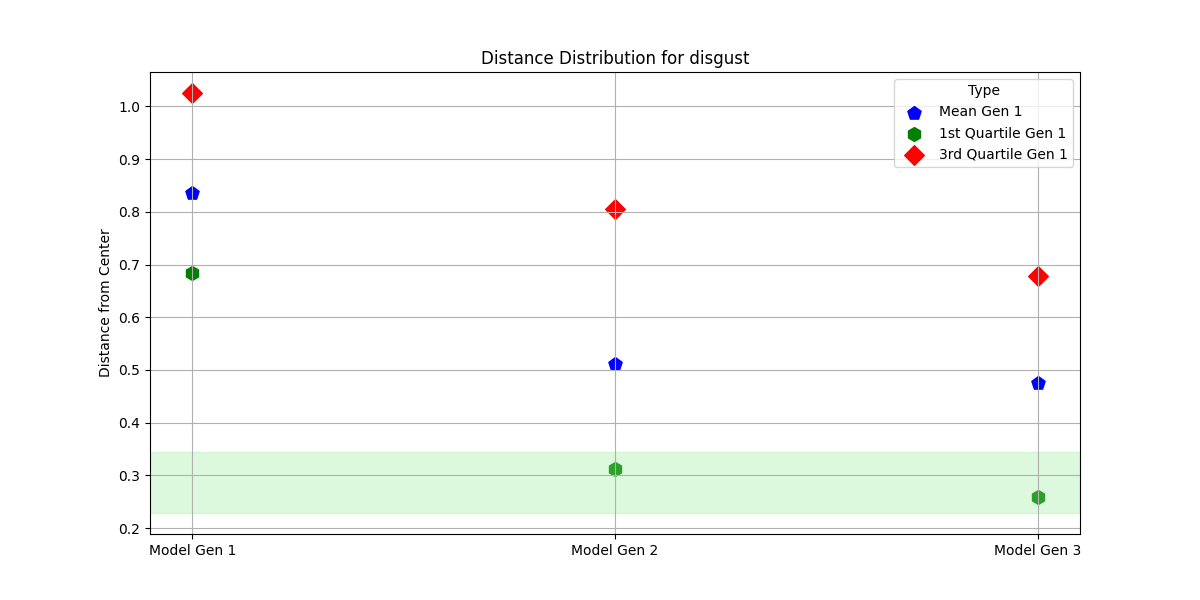 Distance Distribution for disgust
Type
Mean Gen 1
1st Quartile Gen 1
3rd Quartile Gen 1
Distance from Center
1.0
0.9
0.8
0.7
0.6
0.5
0.4
0.3
0.2
Model Gen 1
Model Gen 2
Model Gen 3